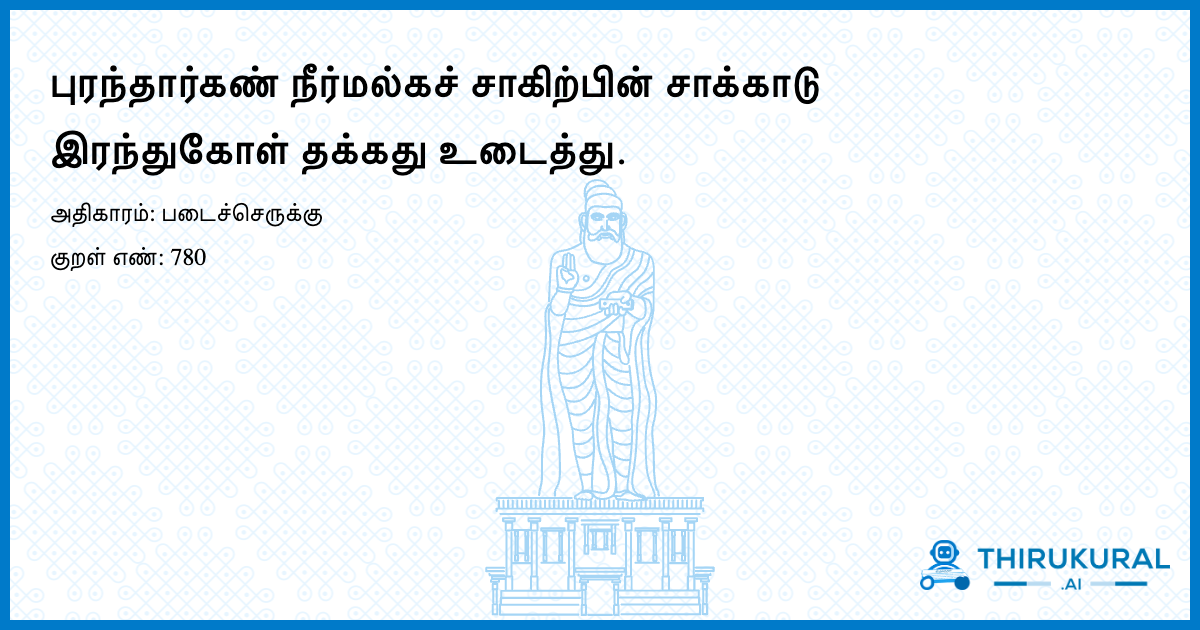 புரந்தார்கண் நீர்மல்கச் சாகிற்பின் சாக்காடு
இரந்துகோள் தக்கது உடைத்து.
அதிகாரம்: படைச்செருக்கு
குறள் எண்: 780
THIRUKURAL
.AI